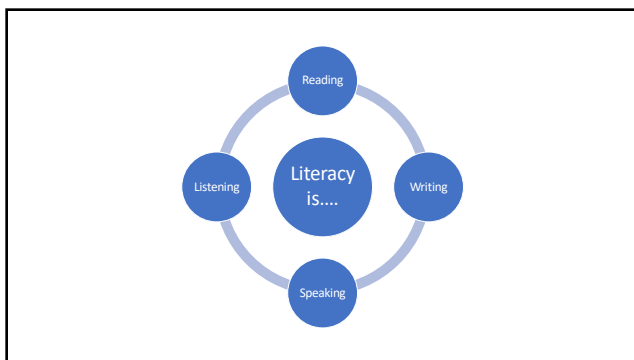 Reading
Listening
Literacy
is....
Writing
Speaking